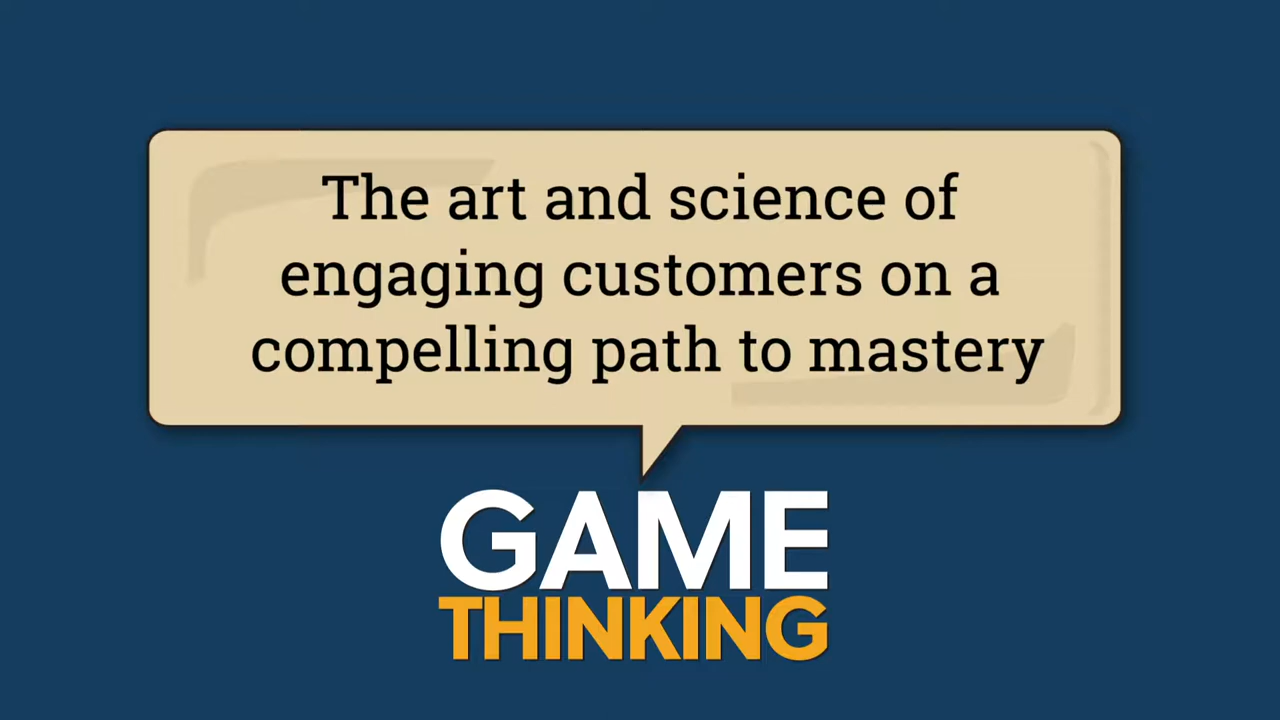 The art and science of
engaging customers on a
compelling path to mastery
GAME
THINKING